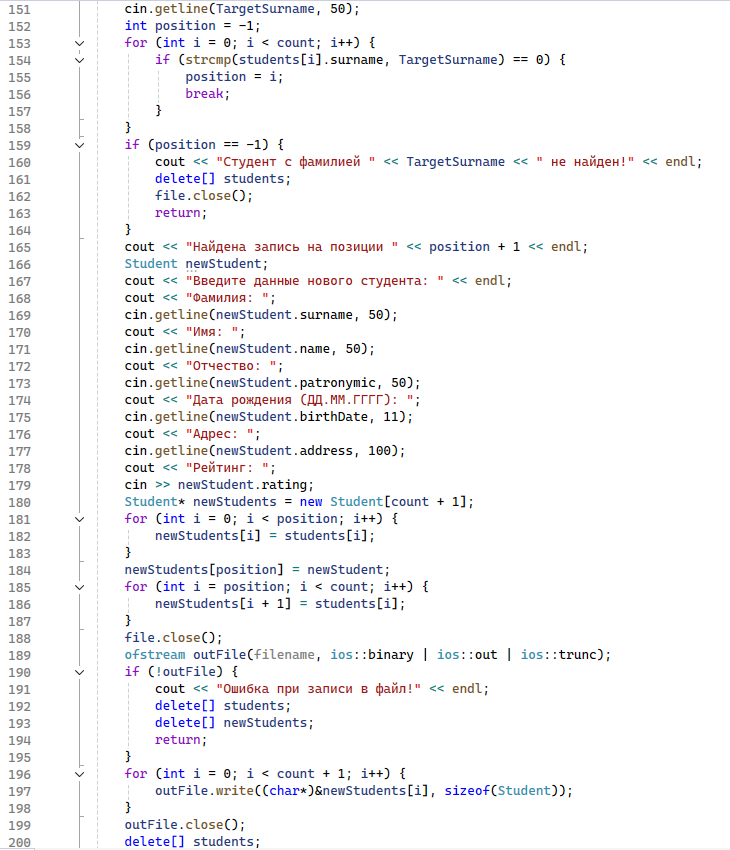 151 cin.getline(TargetSurname, 50);
152 int position = -1;
153 for (int i = 0; i < count; i++) {
154 if (strcmp(students[i].surname, TargetSurname) == 0) {
155 position = i;
156 break;
157 }
158 }
159 if (position == -1) {
160 cout << "Студент с фамилией " << TargetSurname << " не найден!" << endl;
161 delete[] students;
162 file.close();
163 return;
164 }
165 cout << "Найдена запись на позиции " << position + 1 << endl;
166 Student newStudent;
167 cout << "Введите данные нового студента: " << endl;
168 cout << "Фамилия: ";
169 cin.getline(newStudent.surname, 50);
170 cout << "Имя: ";
171 cin.getline(newStudent.name, 50);
172 cout << "Отчество: ";
173 cin.getline(newStudent.patronymic, 50);
174 cout << "Дата рождения (ДД.ММ.ГГГГ): ";
175 cin.getline(newStudent.birthDate, 11);
176 cout << "Адрес: ";
177 cin.getline(newStudent.address, 100);
178 cout << "Рейтинг: ";
179 cin >> newStudent.rating;
180 Student* newStudents = new Student[count + 1];
181 for (int i = 0; i < position; i++) {
182 newStudents[i] = students[i];
183 }
184 newStudents[position] = newStudent;
185 for (int i = position; i < count; i++) {
186 newStudents[i + 1] = students[i];
187 }
188 file.close();
189 ofstream outFile(filename, ios::binary | ios::out | ios::trunc);
190 if (!outFile) {
191 cout << "Ошибка при записи в файл!" << endl;
192 delete[] students;
193 delete[] newStudents;
194 return;
195 }
196 for (int i = 0; i < count + 1; i++) {
197 outFile.write((char*)&newStudents[i], sizeof(Student));
198 }
199 outFile.close();
200 delete[] students;